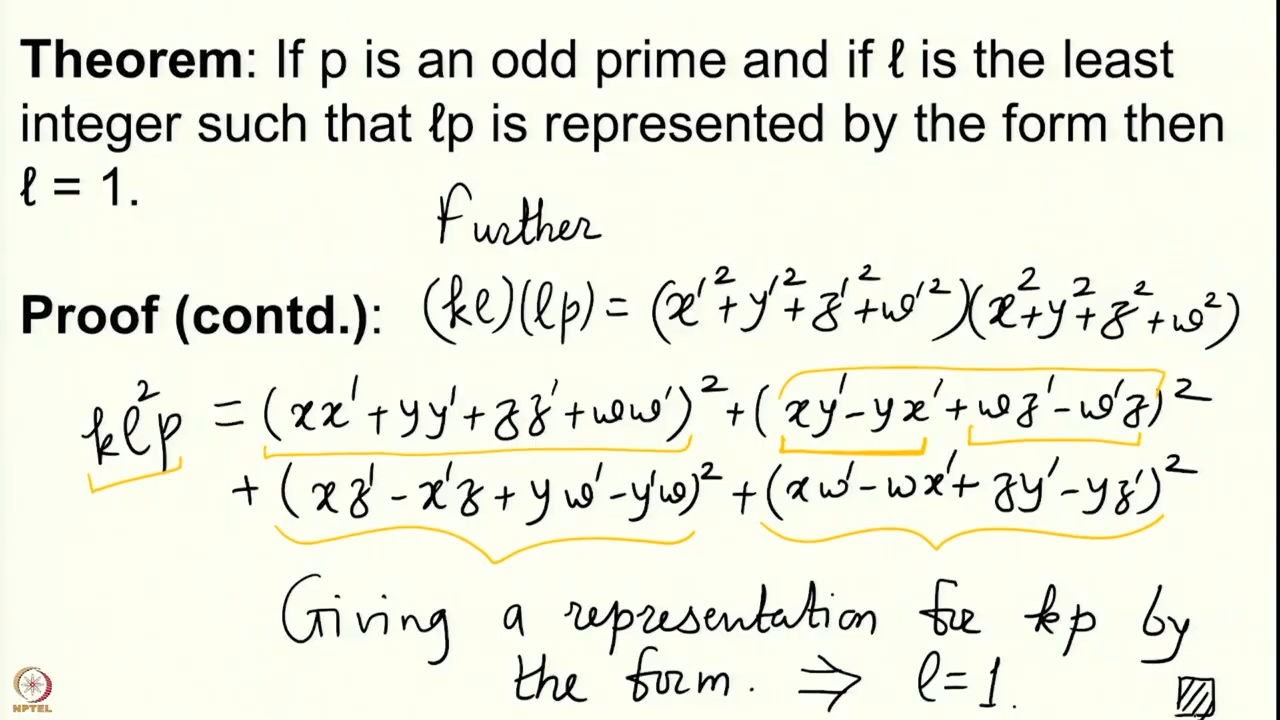 Theorem: If p is an odd prime and if ℓ is the least
integer such that ℓp is represented by the form then
ℓ = 1.
Further
Proof (contd.): (kℓ)(ℓp) = (x'² + y'² + z'² + w'²)(x² + y² + z² + w²)
kℓ²p = (xx' + yy' + zz' + ww')² + (xy' - yx' + wz' - w'z)²
+ (xz' - x'z + yw' - y'w)² + (xw' - wx' + zy' - yz')²
Giving a representation for kp by
the form. ⇒ ℓ = 1.
NPTEL